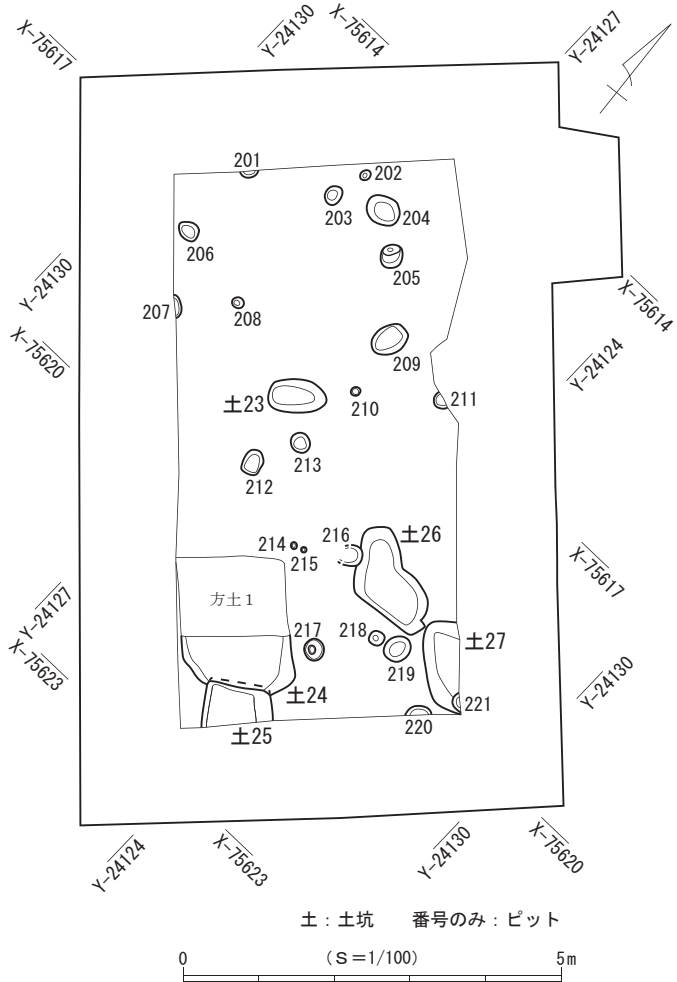 X-75617
Y-24130
X-75614
Y-24127
201
202
203
204
206
205
Y-24130
207
208
X-75614
X-75620
209
Y-24124
土23
210
211
213
212
216
土26
214
215
X-75617
方土1
Y-24127
217
218
土27
X-75623
219
Y-24130
土24
221
220
土25
Y-24124
X-75623
Y-24130
X-75620
土：土坑　番号のみ：ピット
0
（S＝1/100）
5m